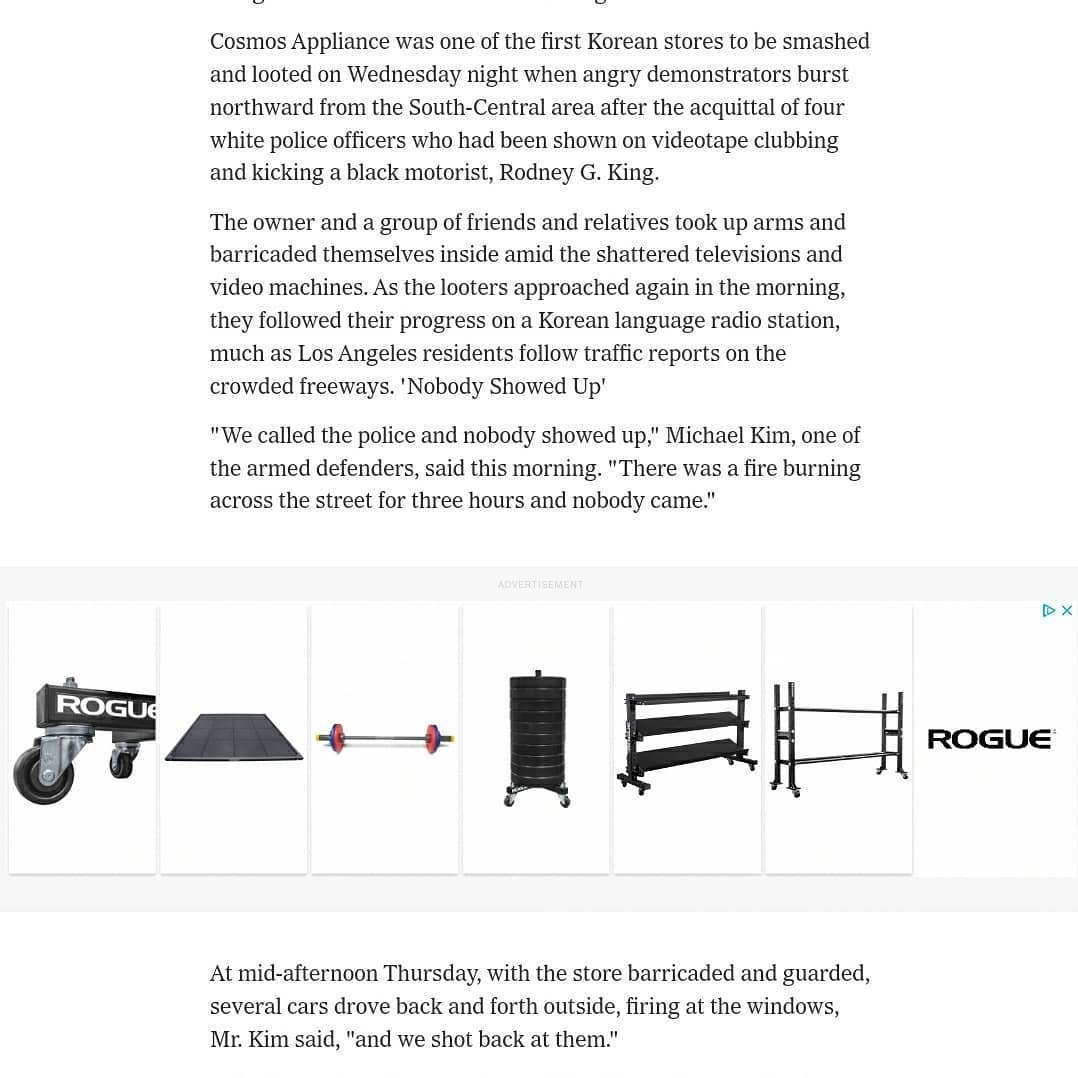 Cosmos Appliance was one of the first Korean stores to be smashed
and looted on Wednesday night when angry demonstrators burst
northward from the South-Central area after the acquittal of four
white police officers who had been shown on videotape clubbing
and kicking a black motorist, Rodney G. King.
The owner and a group of friends and relatives took up arms and
barricaded themselves inside amid the shattered televisions and
video machines. As the looters approached again in the morning,
they followed their progress on a Korean language radio station,
much as Los Angeles residents follow traffic reports on the
crowded freeways. 'Nobody Showed Up'
"We called the police and nobody showed up," Michael Kim, one of
the armed defenders, said this morning. "There was a fire burning
across the street for three hours and nobody came."
ADVERTISEMENT
ROGUE
ROGUE
At mid-afternoon Thursday, with the store barricaded and guarded,
several cars drove back and forth outside, firing at the windows,
Mr. Kim said, "and we shot back at them."